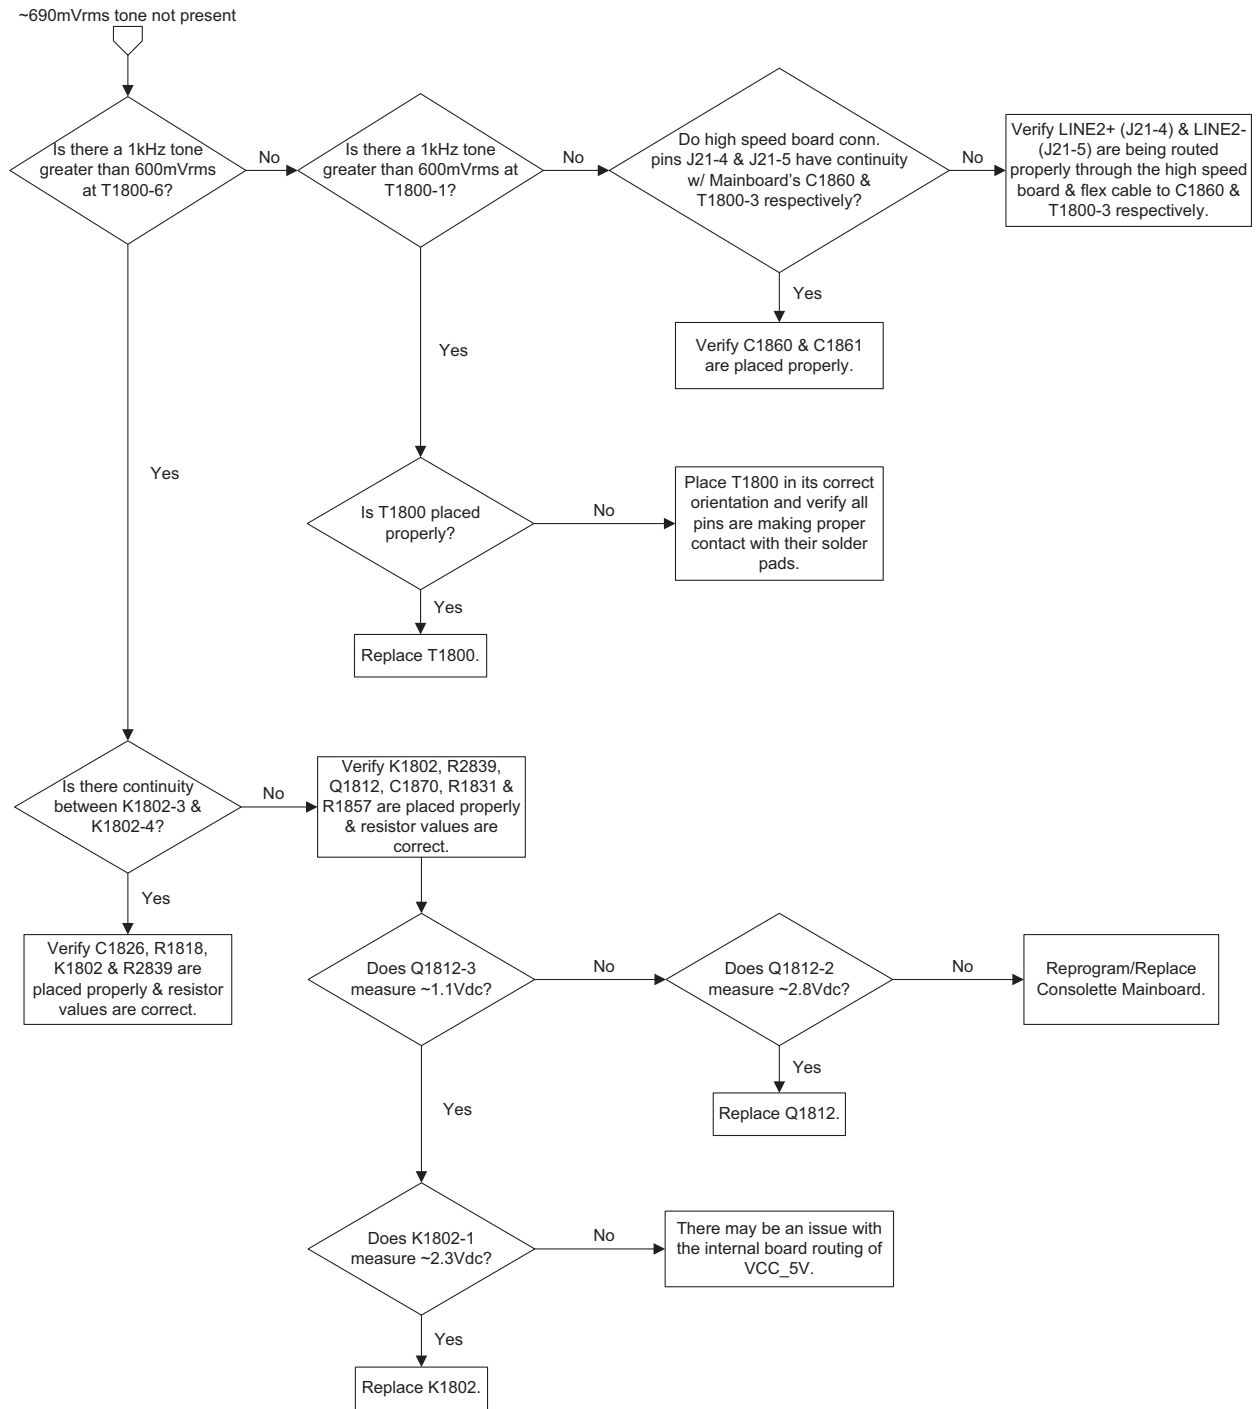 ~690mVrms tone not present
Is there a 1kHz tone
greater than 600mVrms
at T1800-6?
No
Is there a 1kHz tone
greater than 600mVrms at
T1800-1?
No
Do high speed board conn.
pins J21-4 & J21-5 have continuity
w/ Mainboard's C1860 &
T1800-3 respectively?
No
Verify LINE2+ (J21-4) & LINE2-
(J21-5) are being routed
properly through the high speed
board & flex cable to C1860 &
T1800-3 respectively.
Yes
Verify C1860 & C1861
are placed properly.
Yes
Yes
Is T1800 placed
properly?
No
Place T1800 in its correct
orientation and verify all
pins are making proper
contact with their solder
pads.
Yes
Replace T1800.
Is there continuity
between K1802-3 &
K1802-4?
No
Verify K1802, R2839,
Q1812, C1870, R1831 &
R1857 are placed properly
& resistor values are
correct.
Yes
Verify C1826, R1818,
K1802 & R2839 are
placed properly & resistor
values are correct.
Does Q1812-3
measure ~1.1Vdc?
No
Does Q1812-2
measure ~2.8Vdc?
No
Reprogram/Replace
Consolette Mainboard.
Yes
Replace Q1812.
Yes
Does K1802-1
measure ~2.3Vdc?
No
There may be an issue with
the internal board routing of
VCC_5V.
Yes
Replace K1802.